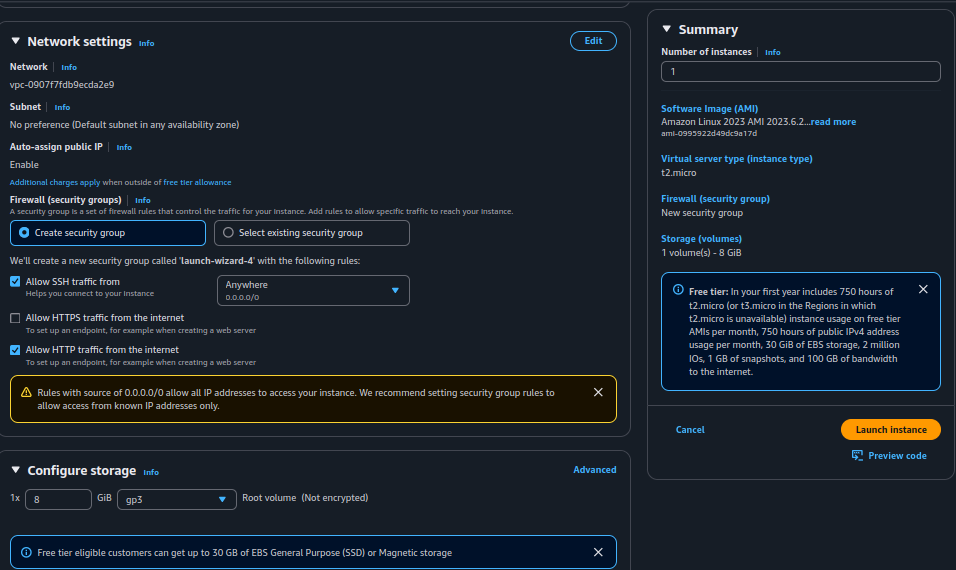 Network settings Info
Edit
Network Info
vpc-0907f7fdb9ecda2e9
Subnet Info
No preference (Default subnet in any availability zone)
Auto-assign public IP Info
Enable
Additional charges apply when outside of free tier allowance
Firewall (security groups) Info
A security group is a set of firewall rules that control the traffic for your instance. Add rules to allow specific traffic to reach your instance.
Create security group
Select existing security group
We'll create a new security group called 'launch-wizard-4' with the following rules:
Allow SSH traffic from
Helps you connect to your instance
Anywhere
0.0.0.0/0
Allow HTTPS traffic from the internet
To set up an endpoint, for example when creating a web server
Allow HTTP traffic from the internet
To set up an endpoint, for example when creating a web server
Rules with source of 0.0.0.0/0 allow all IP addresses to access your instance. We recommend setting security group rules to
allow access from known IP addresses only.
Configure storage Info
Advanced
1x 8 GiB gp3 Root volume (Not encrypted)
Free tier eligible customers can get up to 30 GB of EBS General Purpose (SSD) or Magnetic storage
Summary
Number of instances Info
1
Software Image (AMI)
Amazon Linux 2023 AMI 2023.6.2...read more
ami-0995922d49dc9a17d
Virtual server type (instance type)
t2.micro
Firewall (security group)
New security group
Storage (volumes)
1 volume(s) - 8 GiB
Free tier: In your first year includes 750 hours of
t2.micro (or t3.micro in the Regions in which
t2.micro is unavailable) instance usage on free tier
AMIs per month, 750 hours of public IPv4 address
usage per month, 30 GiB of EBS storage, 2 million
IOs, 1 GB of snapshots, and 100 GB of bandwidth
to the internet.
Cancel
Launch instance
Preview code